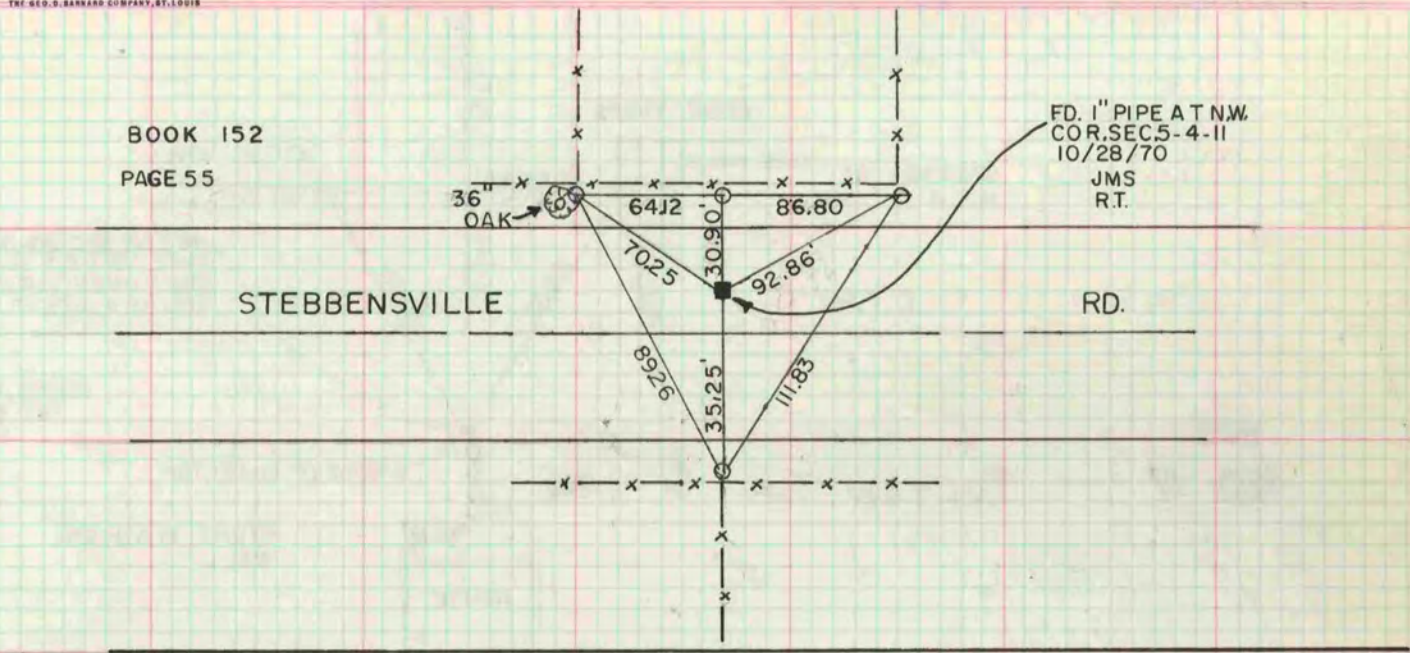 THE GEO.D.BARNARD COMPANY, ST. LOUIS
BOOK 152
PAGE 55
FD. 1" PIPE AT N.W.
COR.SEC.5-4-11
10/28/70
JMS
R.T.
36"
OAK
64.12
86.80
30.90'
70.25
92.86'
STEBBENSVILLE
RD.
89.26
35.25'
111.83